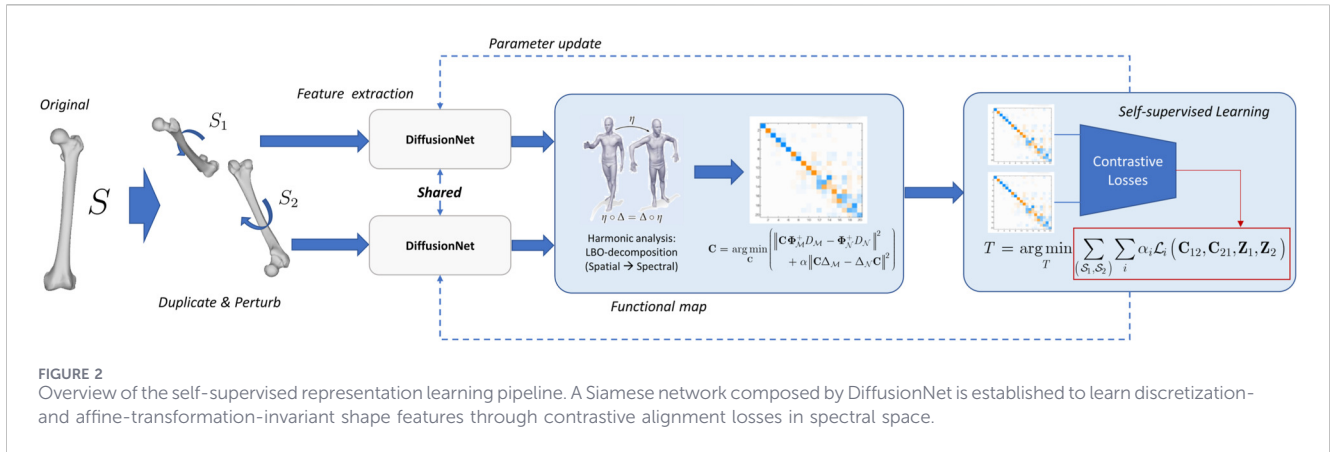 Parameter update
Original
Feature extraction
S₁
DiffusionNet
S
Shared
S₂
DiffusionNet
Duplicate & Perturb
η
η ∘ Δ = Δ ∘ η
Harmonic analysis:
LBO-decomposition
(Spatial → Spectral)
C = arg min_C ( ‖CΦ⁺_M D_M − Φ⁺_N D_N‖²
+ α‖CΔ_M − Δ_N C‖² )
Functional map
Self-supervised Learning
Contrastive
Losses
T = arg min_T ∑_(S₁,S₂) ∑_i α_i L_i (C₁₂, C₂₁, Z₁, Z₂)
FIGURE 2
Overview of the self-supervised representation learning pipeline. A Siamese network composed by DiffusionNet is established to learn discretization-
and affine-transformation-invariant shape features through contrastive alignment losses in spectral space.